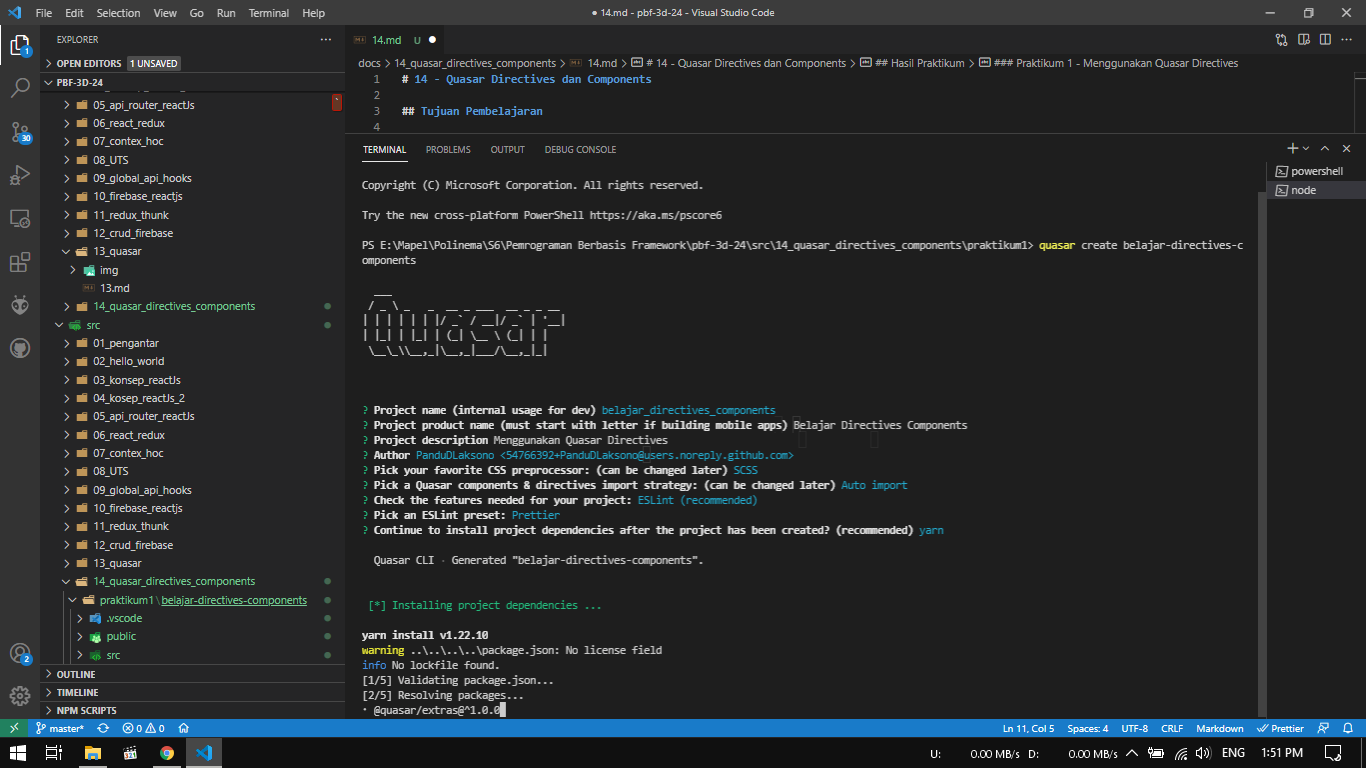 File Edit Selection View Go Run Terminal Help
● 14.md - pbf-3d-24 - Visual Studio Code
EXPLORER
OPEN EDITORS 1 UNSAVED
PBF-3D-24
05_api_router_reactJs
06_react_redux
07_contex_hoc
08_UTS
09_global_api_hooks
10_firebase_reactjs
11_redux_thunk
12_crud_firebase
13_quasar
img
13.md
14_quasar_directives_components
src
01_pengantar
02_hello_world
03_konsep_reactJs
04_kosep_reactJs_2
05_api_router_reactJs
06_react_redux
07_contex_hoc
08_UTS
09_global_api_hooks
10_firebase_reactjs
11_redux_thunk
12_crud_firebase
13_quasar
14_quasar_directives_components
praktikum1 \ belajar-directives-components
.vscode
public
src
OUTLINE
TIMELINE
NPM SCRIPTS
1
30
2
14.md U ●
docs > 14_quasar_directives_components > 14.md > # 14 - Quasar Directives dan Components > ## Hasil Praktikum > ### Praktikum 1 - Menggunakan Quasar Directives
1 # 14 - Quasar Directives dan Components
2
3 ## Tujuan Pembelajaran
4
TERMINAL PROBLEMS OUTPUT DEBUG CONSOLE
powershell
node
Copyright (C) Microsoft Corporation. All rights reserved.
Try the new cross-platform PowerShell https://aka.ms/pscore6
PS E:\Mapel\Polinema\S6\Pemrograman Berbasis Framework\pbf-3d-24\src\14_quasar_directives_components\praktikum1> quasar create belajar-directives-c
omponents
Quasar
? Project name (internal usage for dev) belajar_directives_components
? Project product name (must start with letter if building mobile apps) Belajar Directives Components
? Project description Menggunakan Quasar Directives
? Author PanduDLaksono <54766392+PanduDLaksono@users.noreply.github.com>
? Pick your favorite CSS preprocessor: (can be changed later) SCSS
? Pick a Quasar components & directives import strategy: (can be changed later) Auto import
? Check the features needed for your project: ESLint (recommended)
? Pick an ESLint preset: Prettier
? Continue to install project dependencies after the project has been created? (recommended) yarn
Quasar CLI · Generated "belajar-directives-components".
[*] Installing project dependencies ...
yarn install v1.22.10
warning ..\..\..\..\package.json: No license field
info No lockfile found.
[1/5] Validating package.json...
[2/5] Resolving packages...
· @quasar/extras@^1.0.0
master* 0 0
Ln 11, Col 5 Spaces: 4 UTF-8 CRLF Markdown Prettier
U: 0.00 MB/s D: 0.00 MB/s ENG 1:51 PM